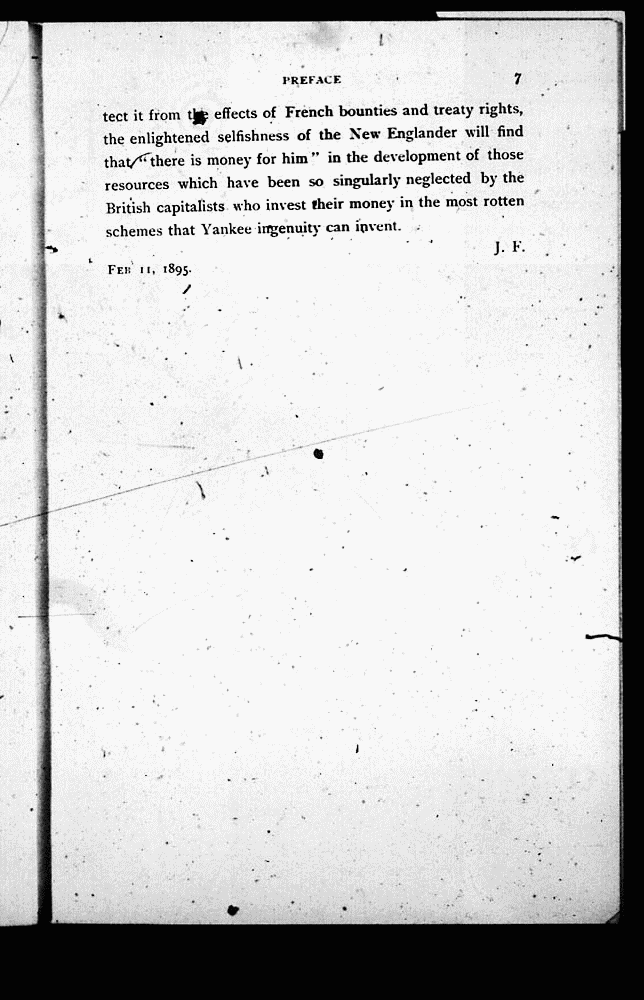 PREFACE 7
tect it from the effects of French bounties and treaty rights,
the enlightened selfishness of the New Englander will find
that "there is money for him" in the development of those
resources which have been so singularly neglected by the
British capitalists who invest their money in the most rotten
schemes that Yankee ingenuity can invent.
J. F.
FEB 11, 1895.